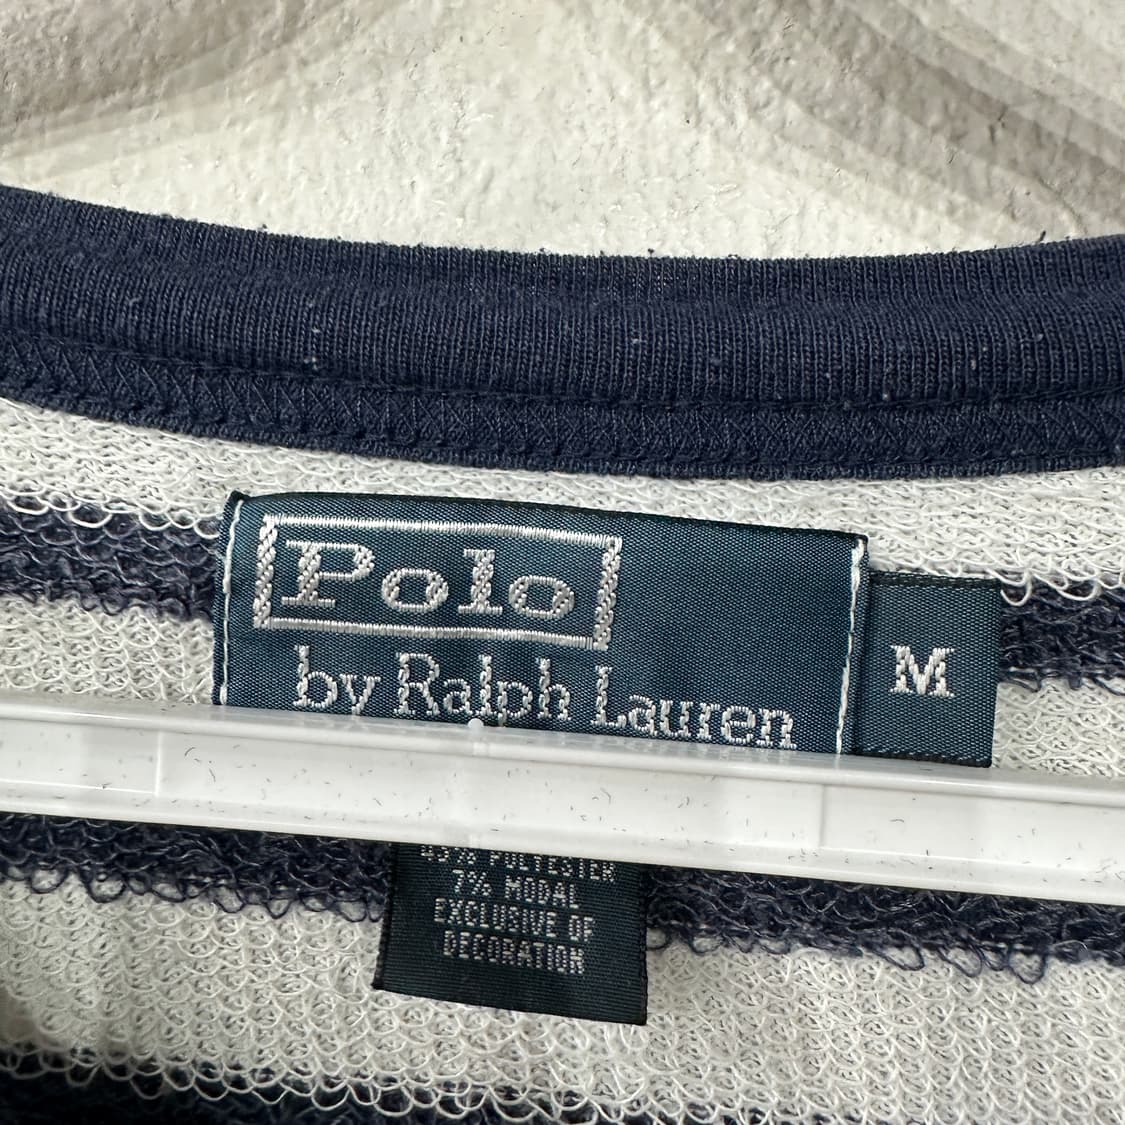 Polo
by Ralph Lauren
M
POLYESTER
7% MODAL
EXCLUSIVE OF
DECORATION